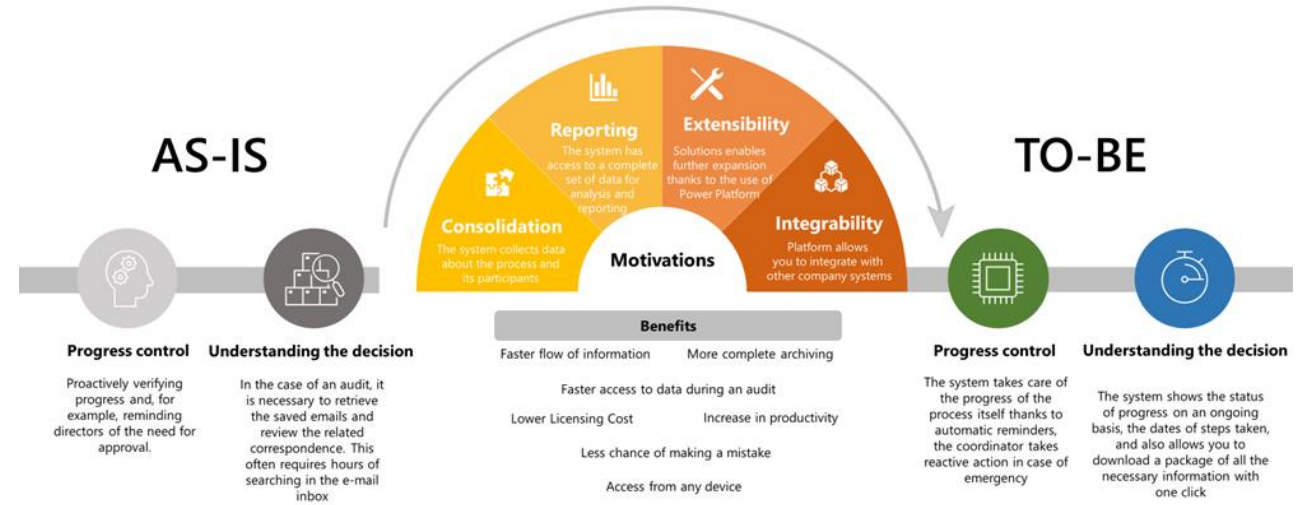 AS-IS
Progress control
Proactively verifying
progress and, for
example, reminding
directors of the need for
approval.
Understanding the decision
In the case of an audit, it
is necessary to retrieve
the saved emails and
review the related
correspondence. This
often requires hours of
searching in the e-mail
inbox
Consolidation
The system collects data
about the process and
its participants
Reporting
The system has
access to a complete
set of data for
analysis and
reporting
Extensibility
Solutions enables
further expansion
thanks to the use of
Power Platform
Integrability
Platform allows
you to integrate with
other company systems
Motivations
Benefits
Faster flow of information
More complete archiving
Faster access to data during an audit
Lower Licensing Cost
Increase in productivity
Less chance of making a mistake
Access from any device
TO-BE
Progress control
The system takes care of
the progress of the
process itself thanks to
automatic reminders,
the coordinator takes
reactive action in case of
emergency
Understanding the decision
The system shows the status
of progress on an ongoing
basis, the dates of steps taken,
and also allows you to
download a package of all the
necessary information with
one click